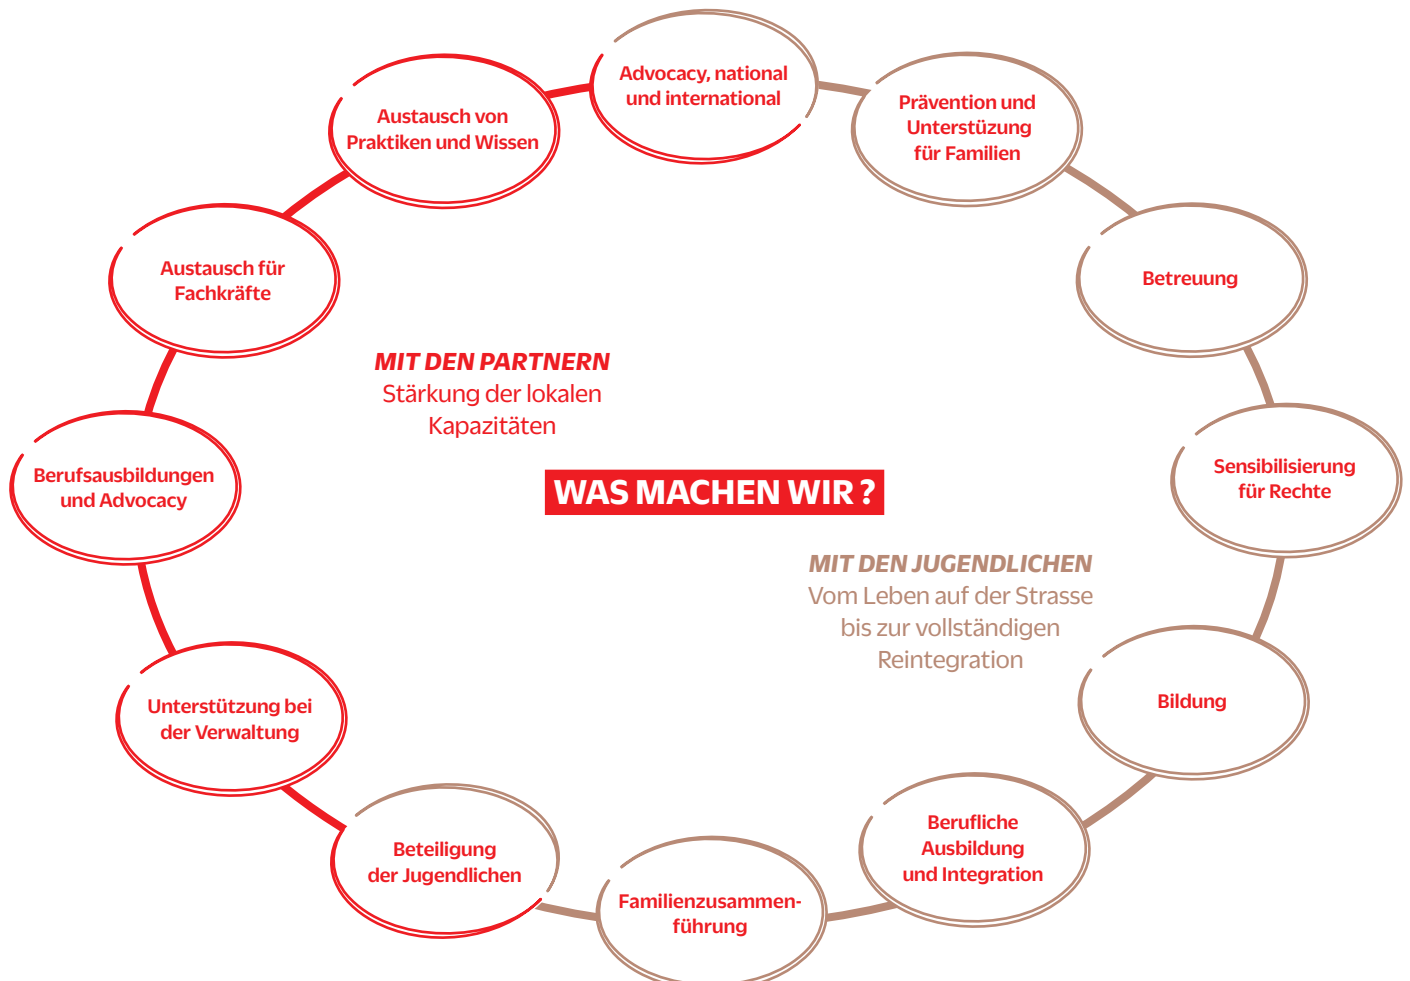 Advocacy, national
und international
Prävention und
Unterstüzung
für Familien
Betreuung
Sensibilisierung
für Rechte
Bildung
Berufliche
Ausbildung
und Integration
Familienzusammen-
führung
Beteiligung
der Jugendlichen
Unterstützung bei
der Verwaltung
Berufsausbildungen
und Advocacy
Austausch für
Fachkräfte
Austausch von
Praktiken und Wissen
MIT DEN PARTNERN
Stärkung der lokalen
Kapazitäten
WAS MACHEN WIR ?
MIT DEN JUGENDLICHEN
Vom Leben auf der Strasse
bis zur vollständigen
Reintegration